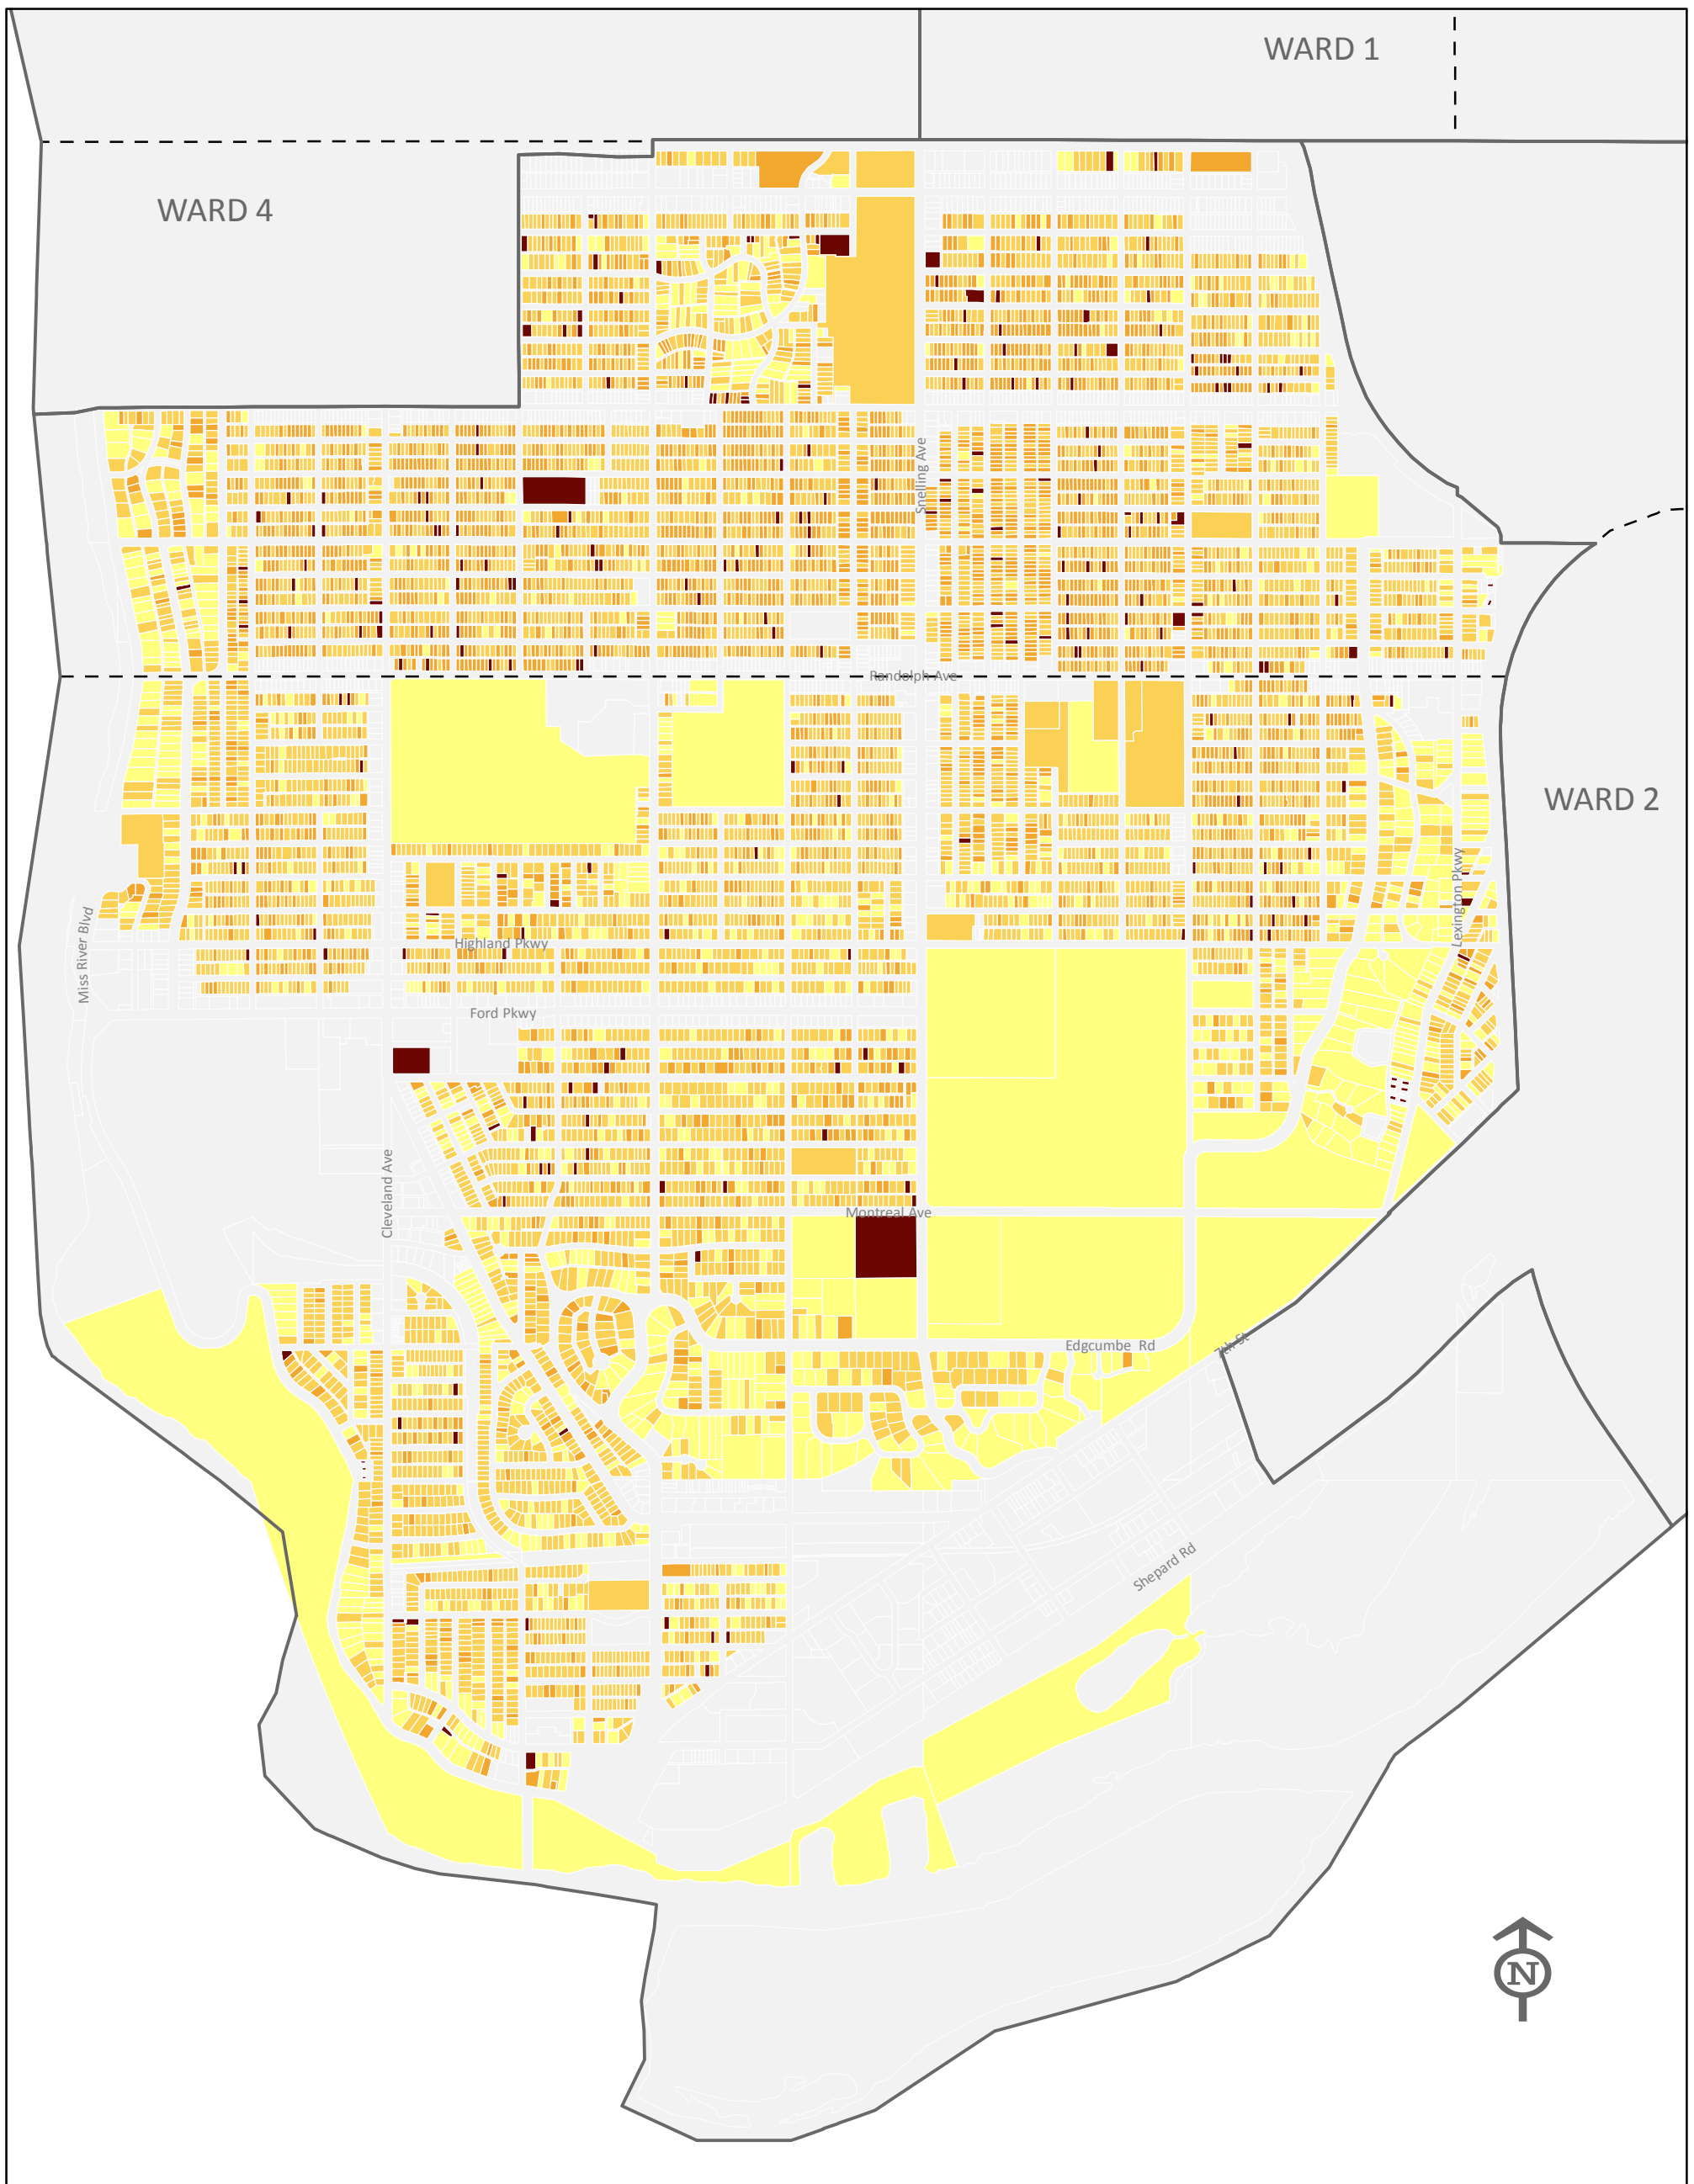 WARD 1
WARD 4
Snelling Ave
Randolph Ave
WARD 2
Lexington Pkwy
Miss River Blvd
Highland Pkwy
Ford Pkwy
Cleveland Ave
Montreal Ave
Edgcumbe Rd
7th St
Shepard Rd
N